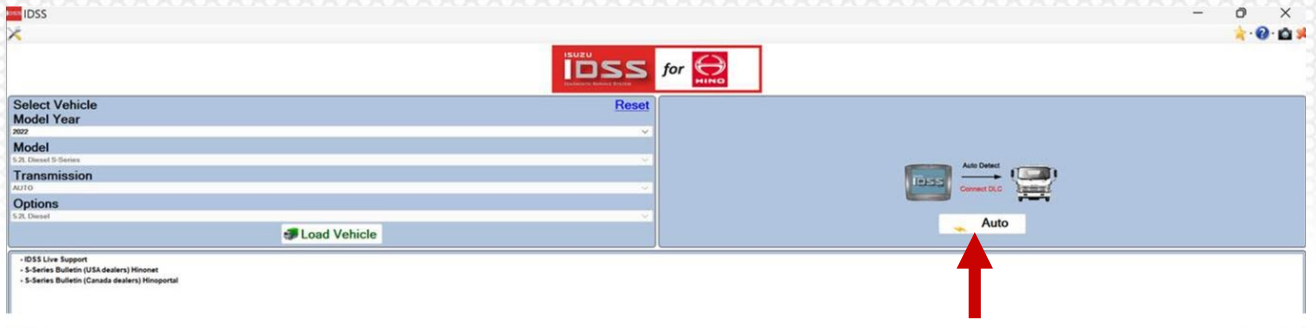 IDSS
ISUZU
IDSS for HINO
Select Vehicle
Reset
Model Year
2022
Model
5.2L Diesel S-Series
Transmission
AUTO
Options
5.2L Diesel
Load Vehicle
Auto Detect
IDSS
Connect DLC
Auto
- IDSS Live Support
- S-Series Bulletin (USA dealers) Hinonet
- S-Series Bulletin (Canada dealers) Hinoportal